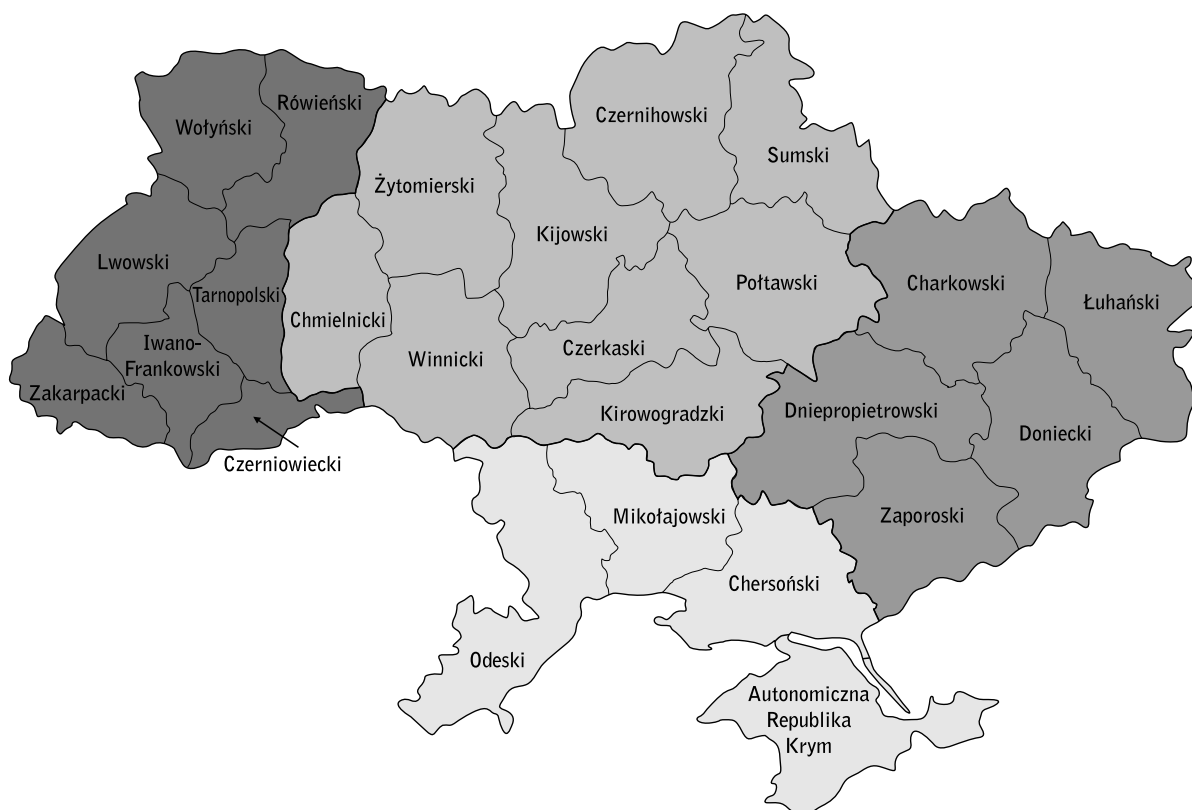 Czernihowski
Rówieński
Wołyński
Sumski
Żytomierski
Kijowski
Lwowski
Tarnopolski
Połtawski
Charkowski
Łuhański
Chmielnicki
Iwano-
Frankowski
Winnicki
Czerkaski
Zakarpacki
Kirowogradzki
Dniepropietrowski
Doniecki
Czerniowiecki
Mikołajowski
Zaporoski
Chersoński
Odeski
Autonomiczna
Republika
Krym